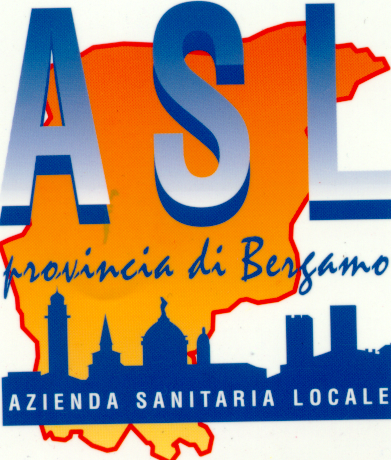 ASL
provincia di Bergamo
AZIENDA SANITARIA LOCALE